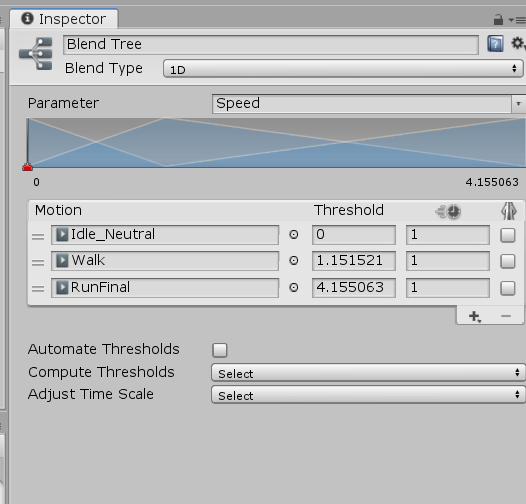 Inspector
Blend Tree
Blend Type 1D
Parameter Speed
0 4.155063
Motion Threshold
Idle_Neutral 0 1
Walk 1.151521 1
RunFinal 4.155063 1
Automate Thresholds
Compute Thresholds Select
Adjust Time Scale Select